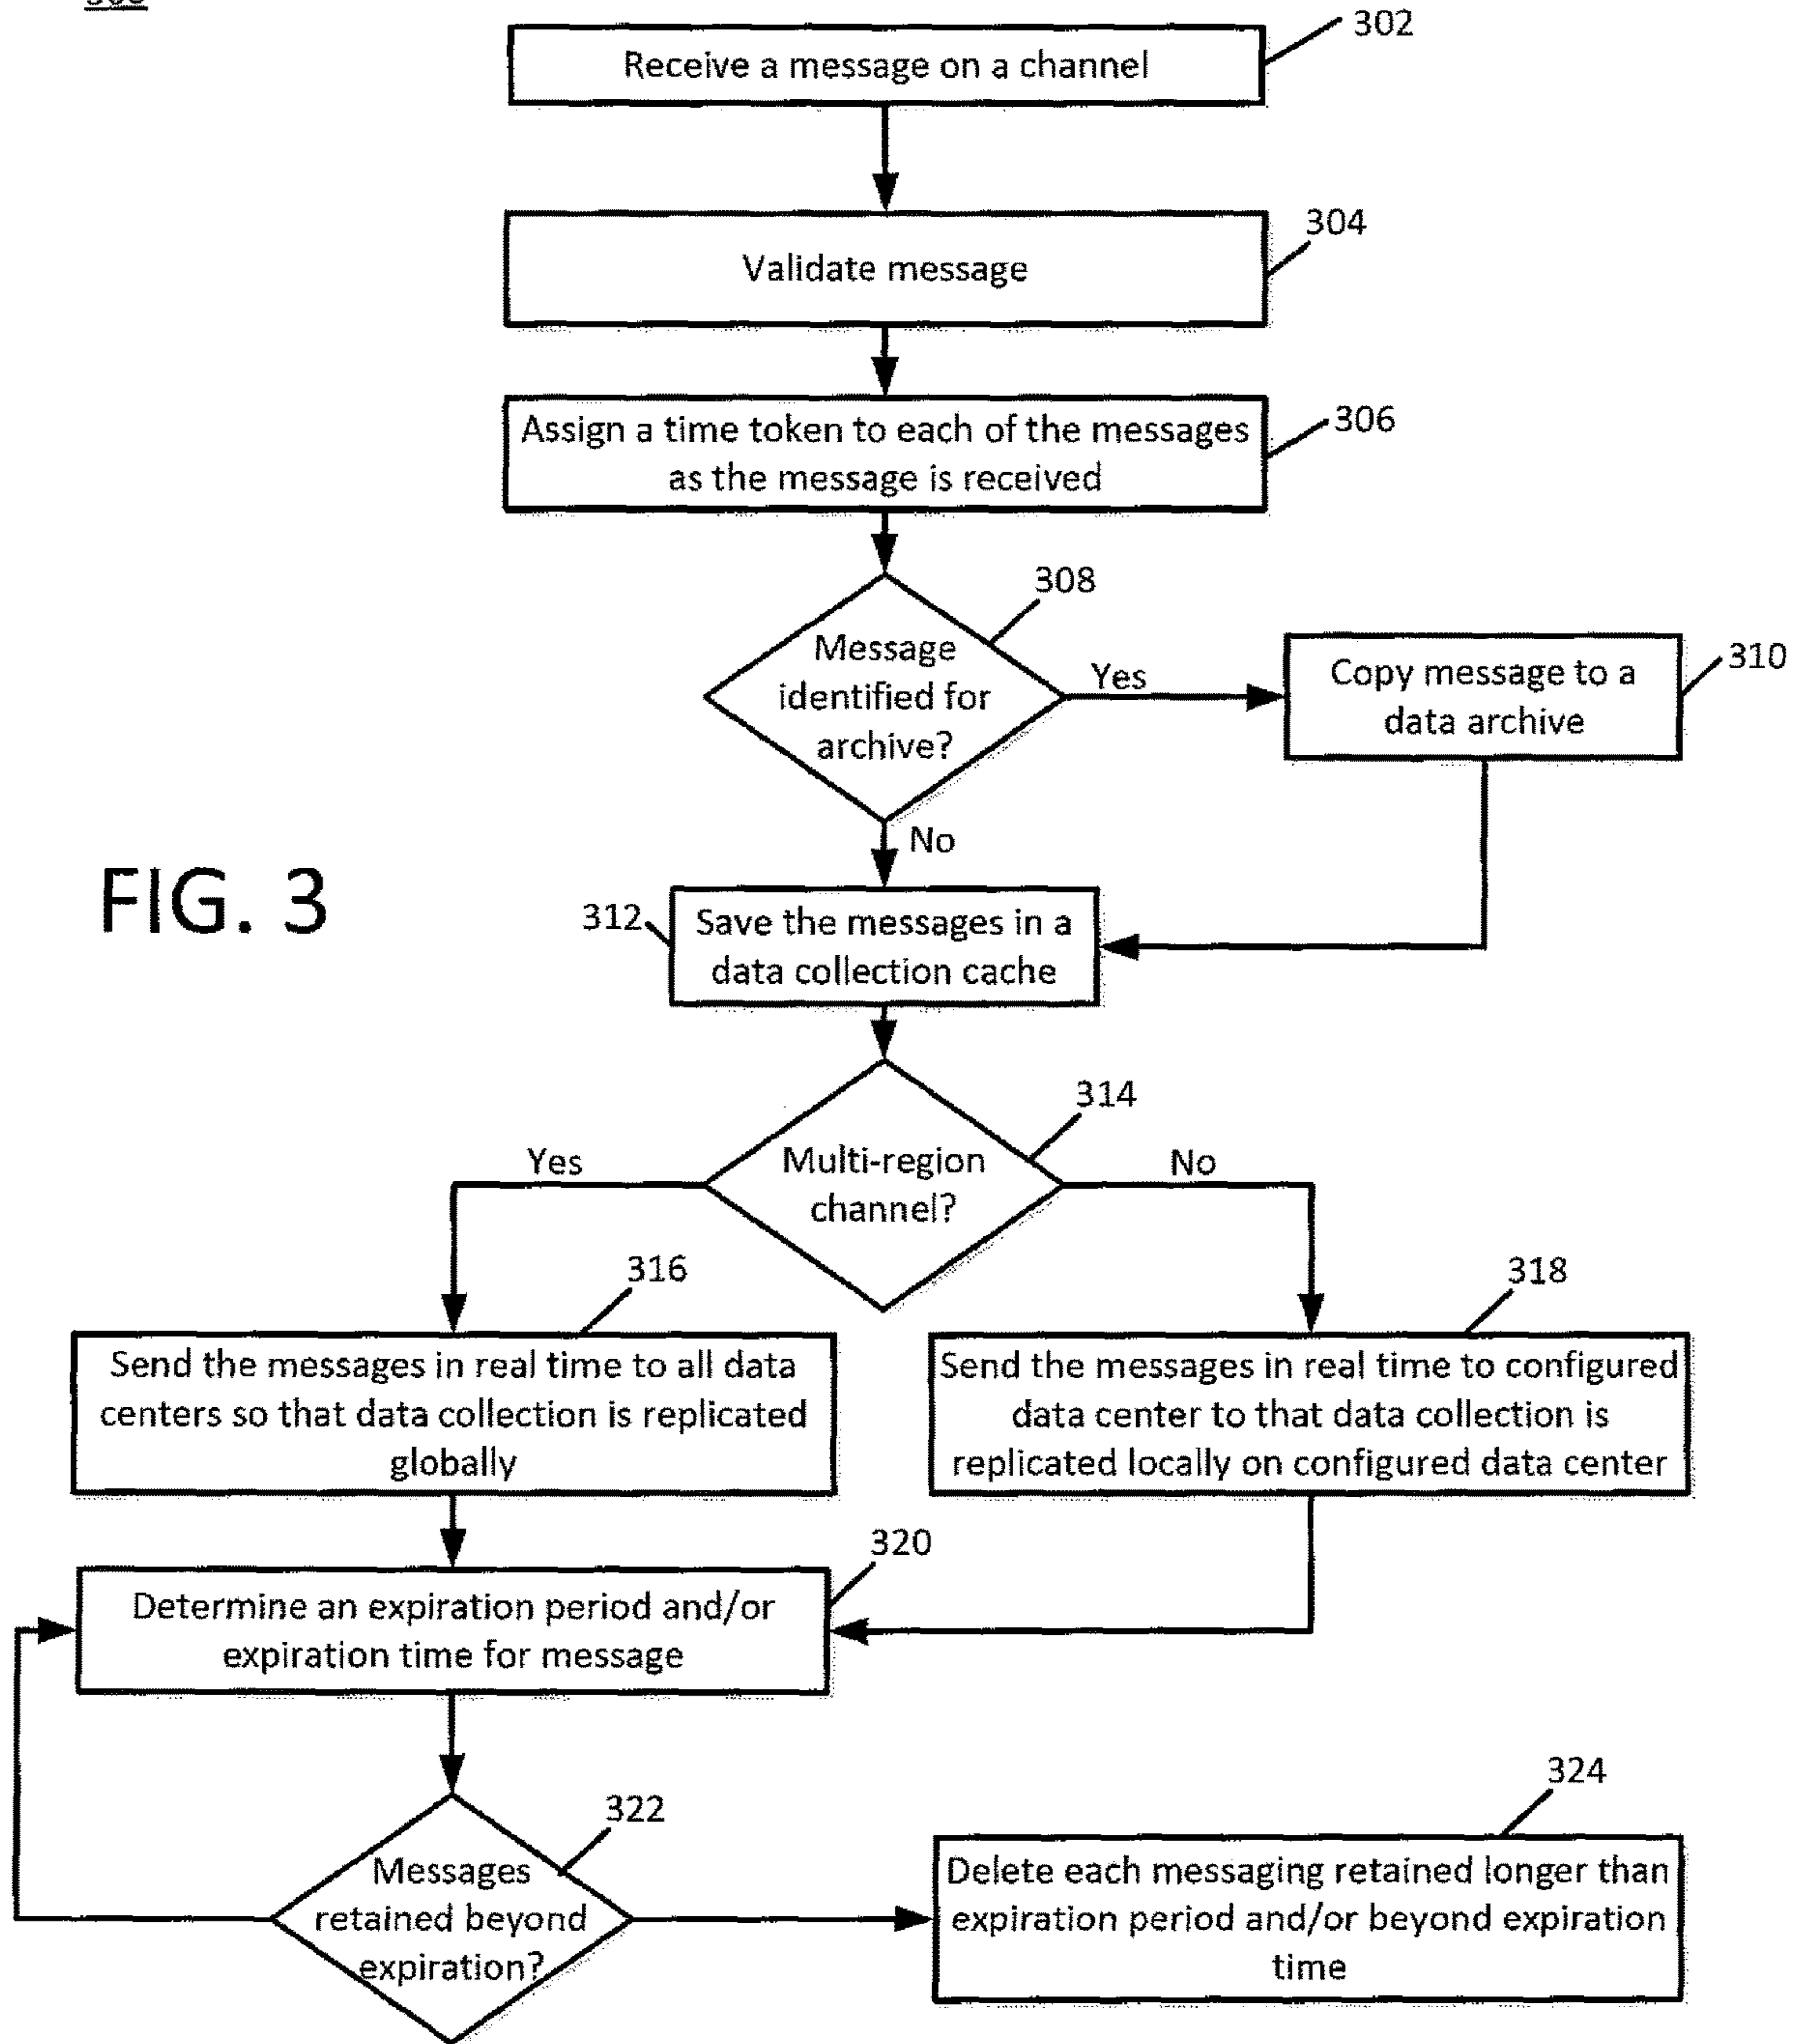 302
Receive a message on a channel
304
Validate message
306
Assign a time token to each of the messages
as the message is received
308
Message
identified for
archive?
Yes
310
Copy message to a
data archive
No
FIG. 3
312
Save the messages in a
data collection cache
314
Multi-region
channel?
Yes
No
316
Send the messages in real time to all data
centers so that data collection is replicated
globally
318
Send the messages in real time to configured
data center to that data collection is
replicated locally on configured data center
320
Determine an expiration period and/or
expiration time for message
322
Messages
retained beyond
expiration?
324
Delete each messaging retained longer than
expiration period and/or beyond expiration
time